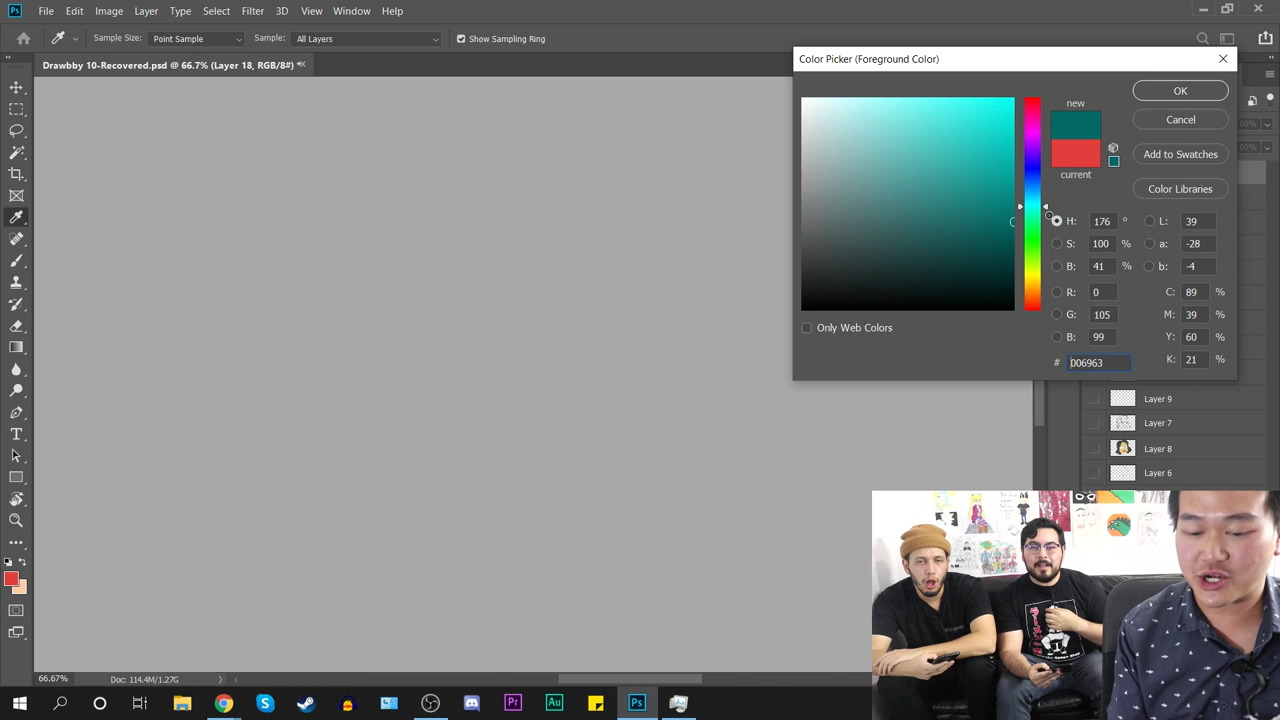 Ps File Edit Image Layer Type Select Filter 3D View Window Help
Sample Size: Point Sample Sample: All Layers Show Sampling Ring
Drawbby 10-Recovered.psd @ 66.7% (Layer 18, RGB/8#) *
Color Picker (Foreground Color)
new
current
OK
Cancel
Add to Swatches
Color Libraries
H: 176 ° L: 39
S: 100 % a: -28
B: 41 % b: -4
R: 0 C: 89 %
G: 105 M: 39 %
B: 99 Y: 60 %
# 006963 K: 21 %
Only Web Colors
Layer 9
Layer 7
Layer 8
Layer 6
66.67% Doc: 114.4M/1.27G
Pr Au Ps